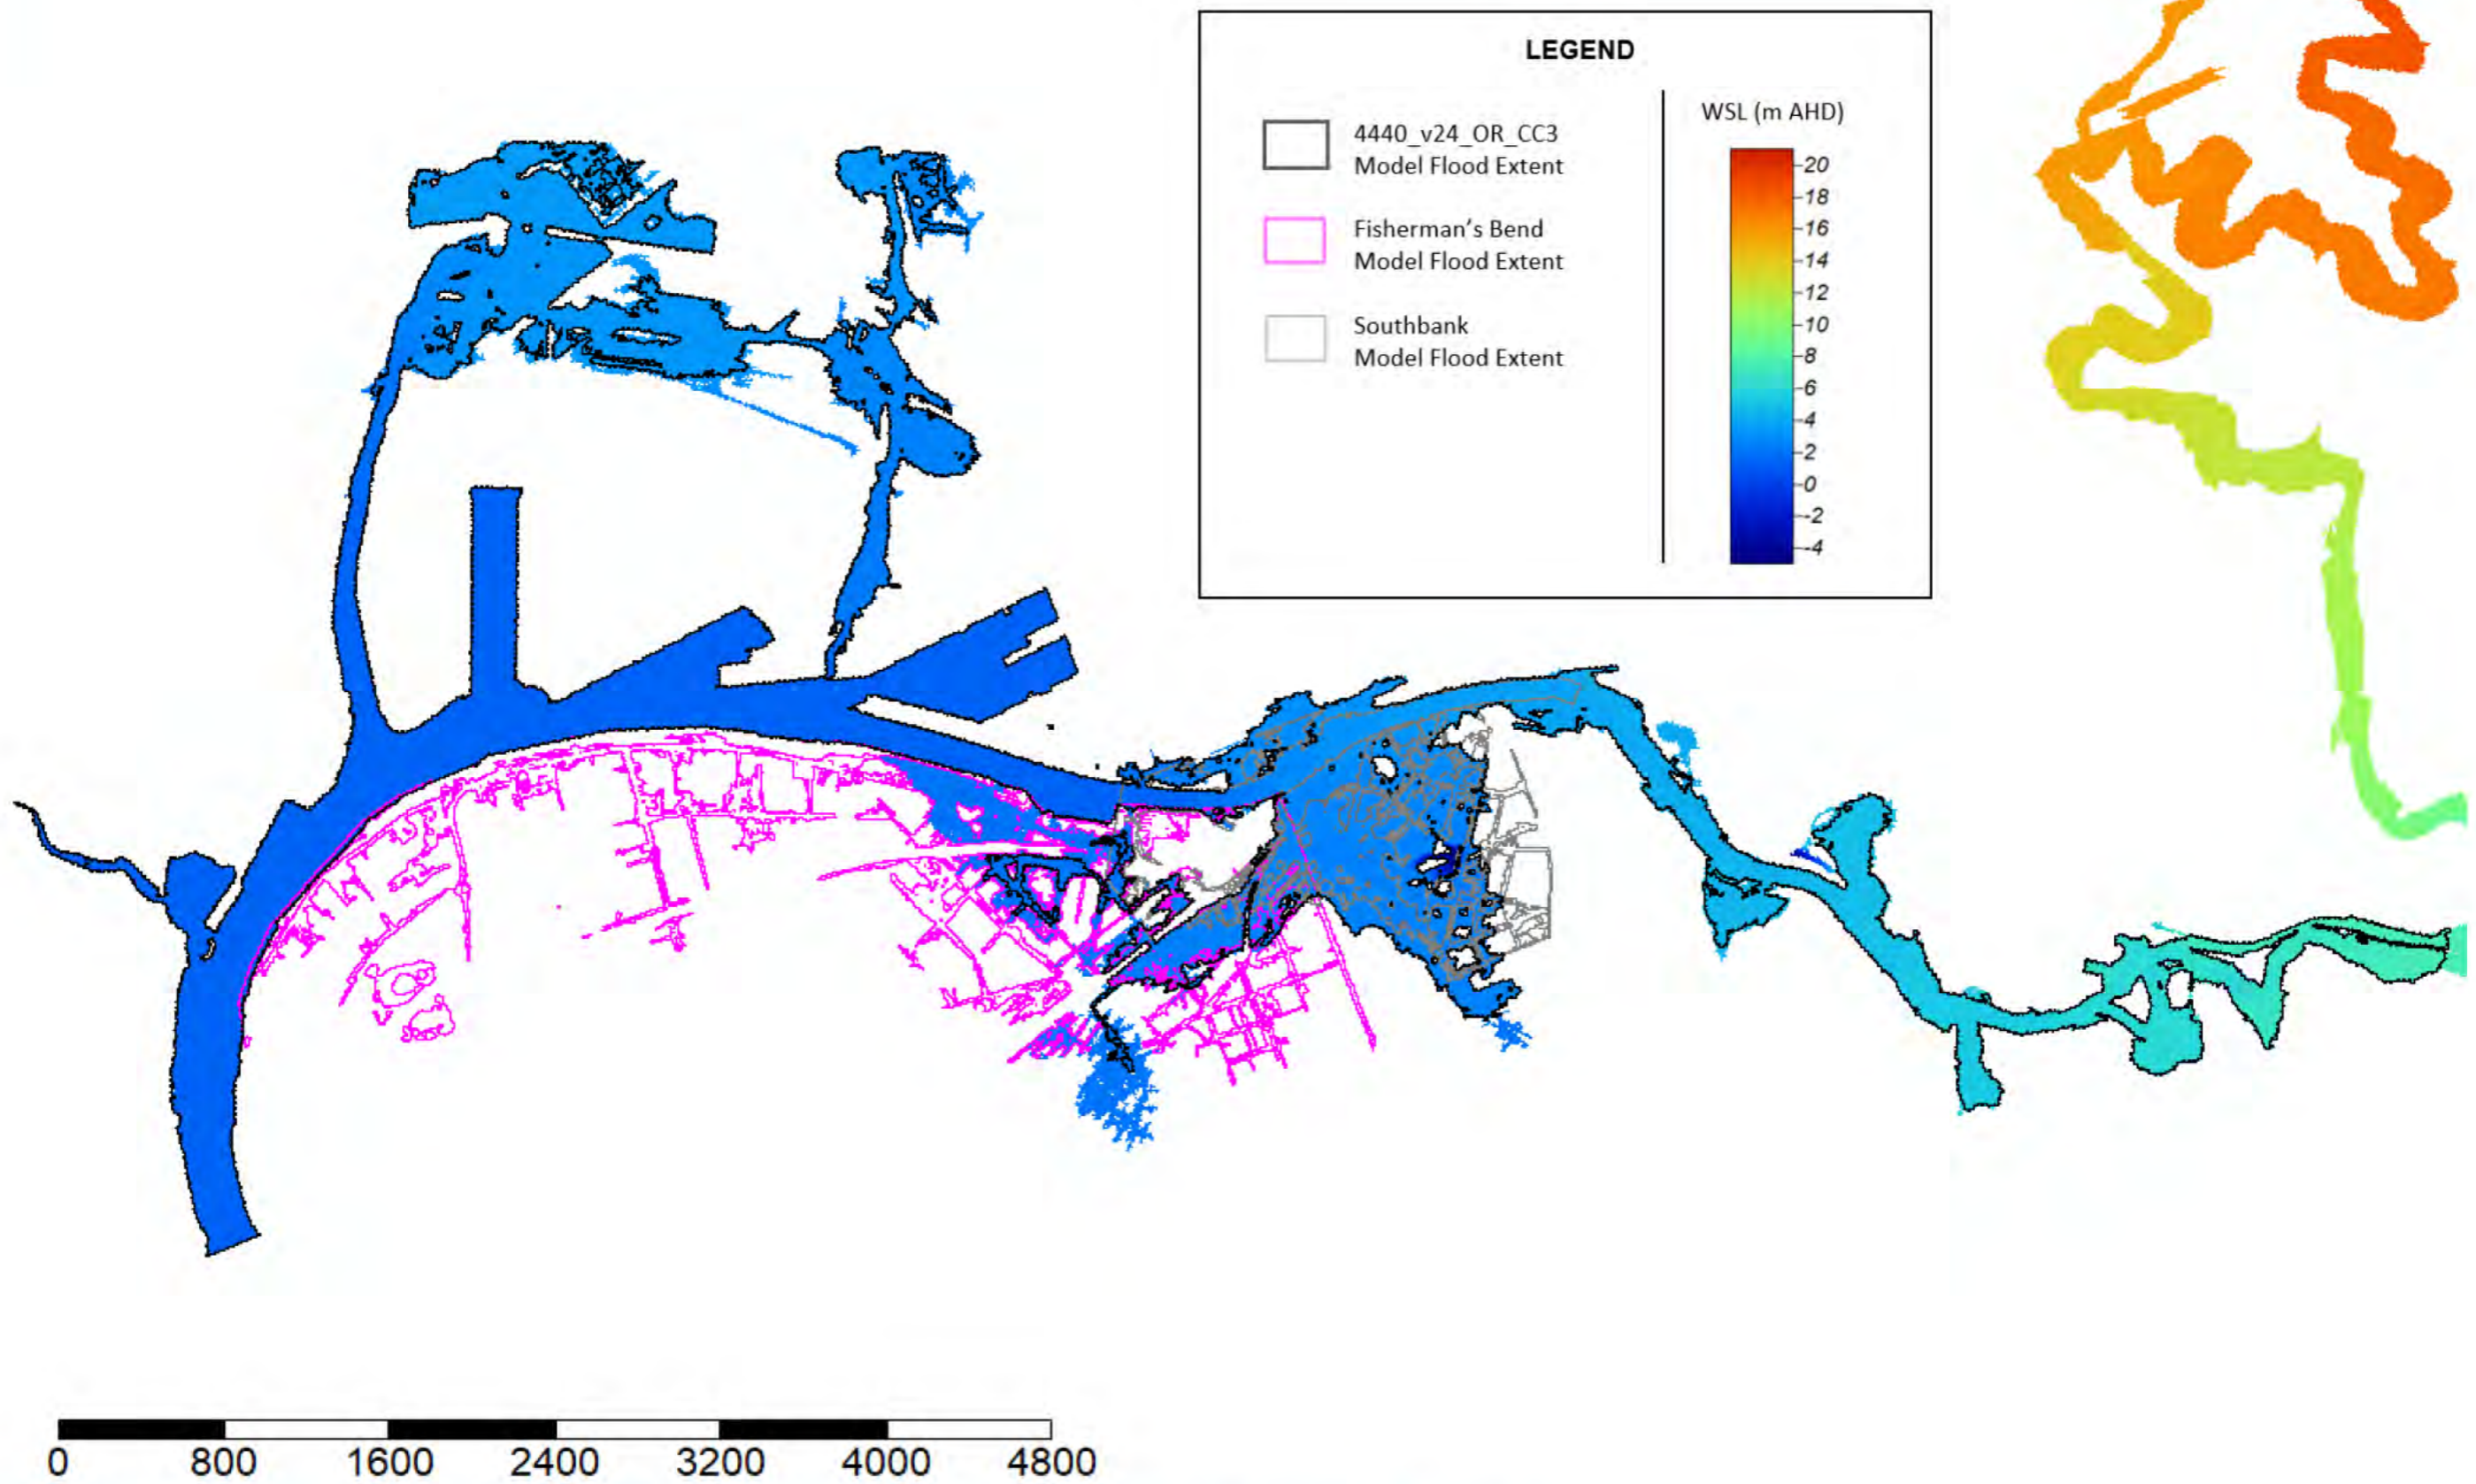 LEGEND
4440_v24_OR_CC3
Model Flood Extent
Fisherman's Bend
Model Flood Extent
Southbank
Model Flood Extent
WSL (m AHD)
20
18
16
14
12
10
8
6
4
2
0
-2
-4
0 800 1600 2400 3200 4000 4800